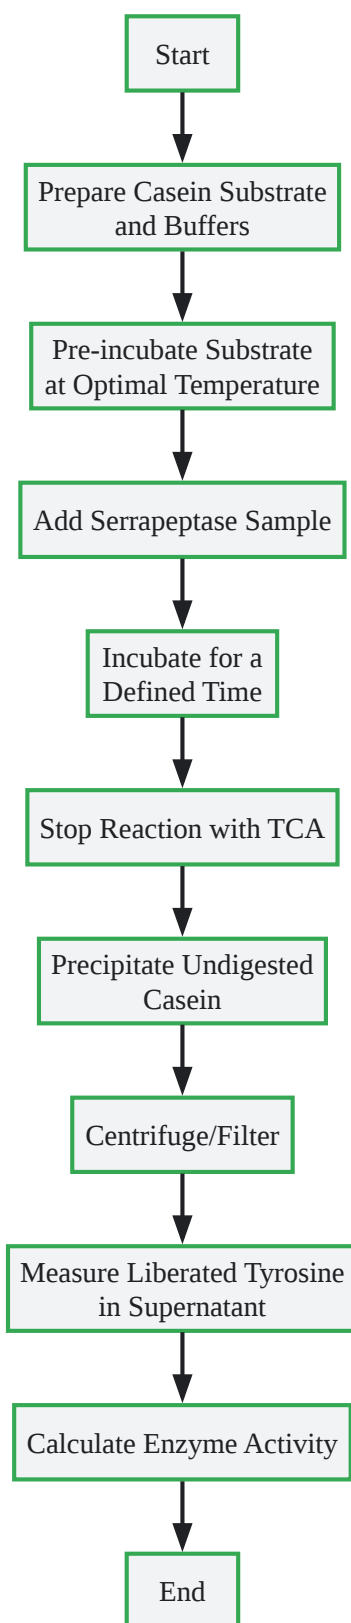 Start
Prepare Casein Substrate
and Buffers
Pre-incubate Substrate
at Optimal Temperature
Add Serrapeptase Sample
Incubate for a
Defined Time
Stop Reaction with TCA
Precipitate Undigested
Casein
Centrifuge/Filter
Measure Liberated Tyrosine
in Supernatant
Calculate Enzyme Activity
End